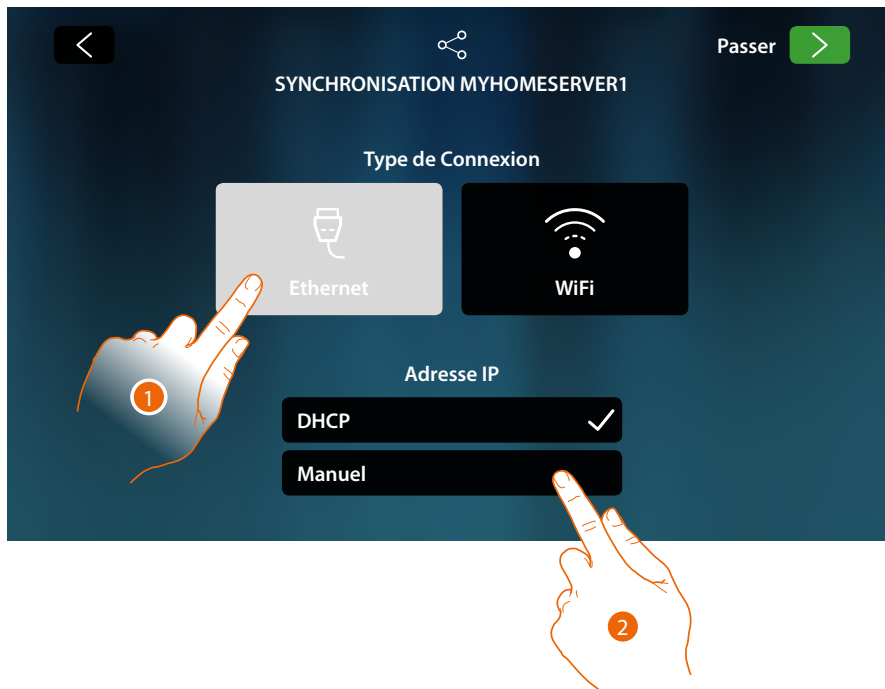 Passer
SYNCHRONISATION MYHOMESERVER1
Type de Connexion
Ethernet
WiFi
1
Adresse IP
DHCP
Manuel
2